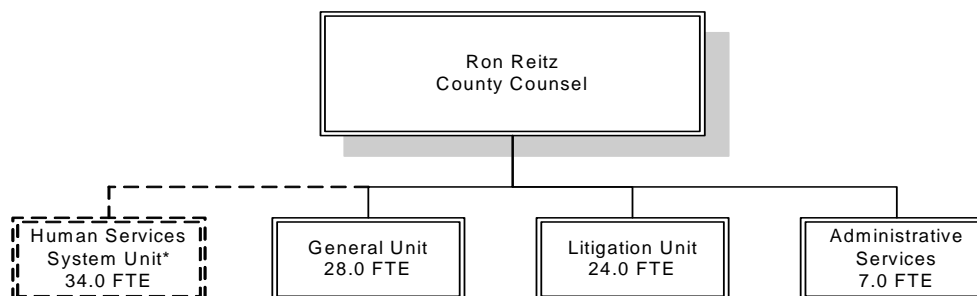 Ron Reitz
County Counsel
Human Services
System Unit*
34.0 FTE
General Unit
28.0 FTE
Litigation Unit
24.0 FTE
Administrative
Services
7.0 FTE